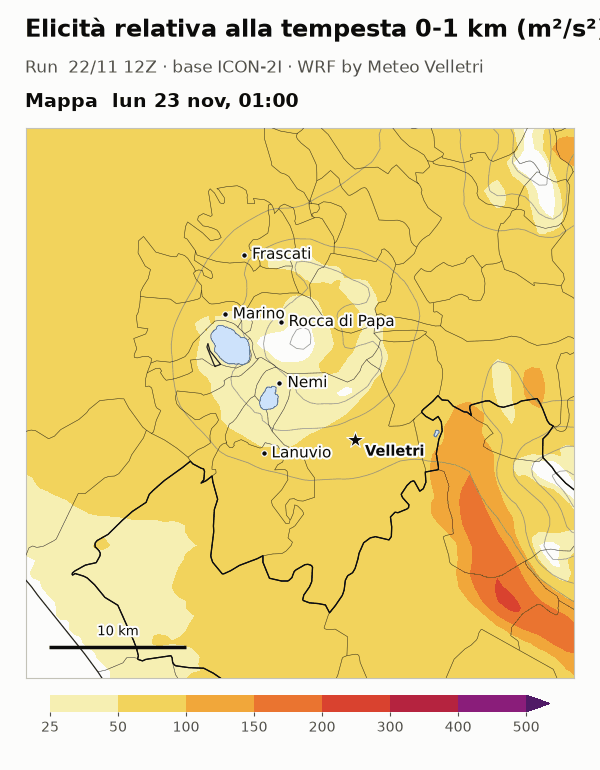 Elicità relativa alla tempesta 0-1 km (m²/s²)
Run 22/11 12Z · base ICON-2I · WRF by Meteo Velletri
Mappa lun 23 nov, 01:00
Frascati
Marino
Rocca di Papa
Nemi
Velletri
Lanuvio
10 km
25 50 100 150 200 300 400 500